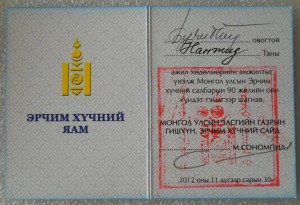 ЭРЧИМ ХҮЧНИЙ
ЯАМ
овогтой
Таны
ажил хөдөлмөрийн амжилтыг
үнэлж Монгол улсын Эрчим
хүчний салбарын 90 жилийн ойн
хүндэт тэмдгээр шагнав.
МОНГОЛ УЛСЫН ЗАСГИЙН ГАЗРЫН
ГИШҮҮН, ЭРЧИМ ХҮЧНИЙ САЙД
М.СОНОМПИЛ
2012 оны 11 дүгээр сарын 30